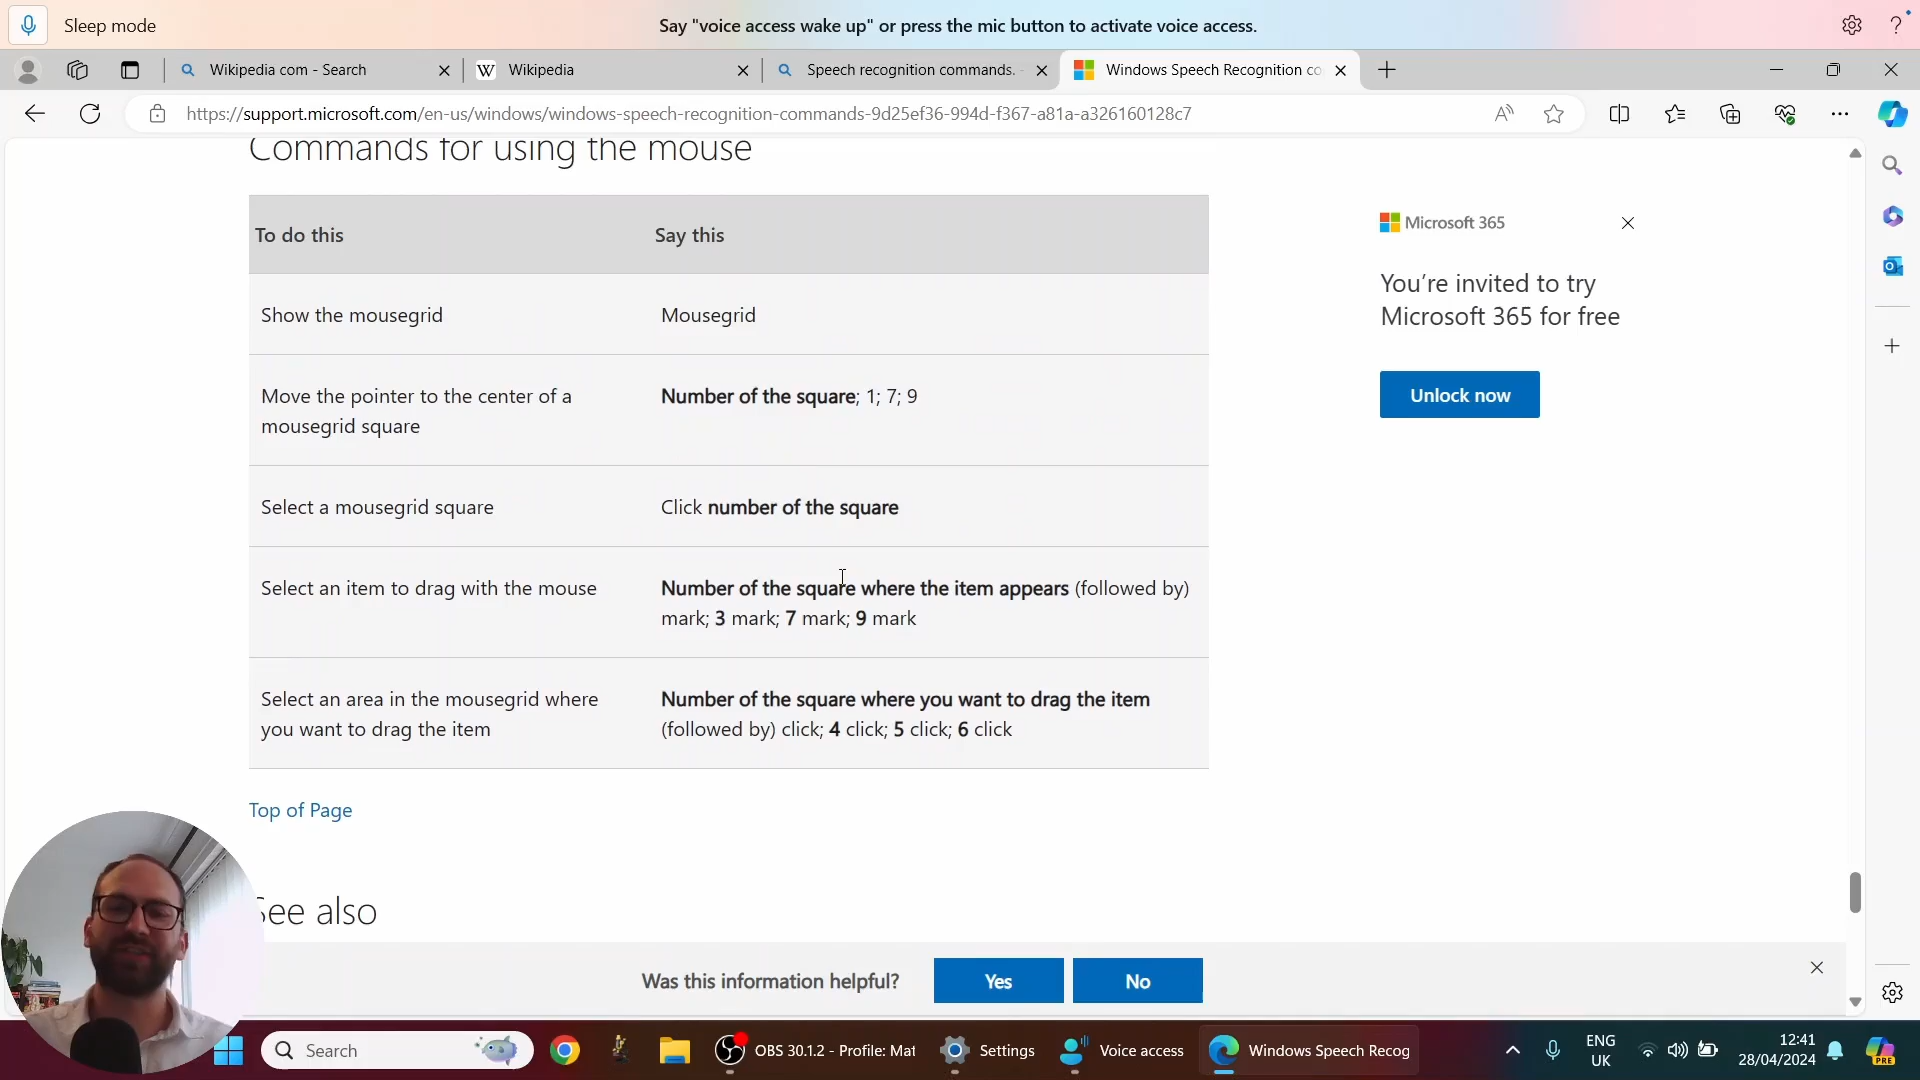 Sleep mode
Say "voice access wake up" or press the mic button to activate voice access.
Wikipedia com - Search
Wikipedia
Speech recognition commands. -
Windows Speech Recognition co
https://support.microsoft.com/en-us/windows/windows-speech-recognition-commands-9d25ef36-994d-f367-a81a-a326160128c7
Commands for using the mouse
To do this
Say this
Show the mousegrid
Mousegrid
Move the pointer to the center of a
mousegrid square
Number of the square; 1; 7; 9
Select a mousegrid square
Click number of the square
Select an item to drag with the mouse
Number of the square where the item appears (followed by)
mark; 3 mark; 7 mark; 9 mark
Select an area in the mousegrid where
you want to drag the item
Number of the square where you want to drag the item
(followed by) click; 4 click; 5 click; 6 click
Top of Page
See also
Microsoft 365
You're invited to try
Microsoft 365 for free
Unlock now
Was this information helpful?
Yes
No
Search
OBS 30.1.2 - Profile: Mat
Settings
Voice access
Windows Speech Recog
ENG
UK
12:41
28/04/2024
PRE